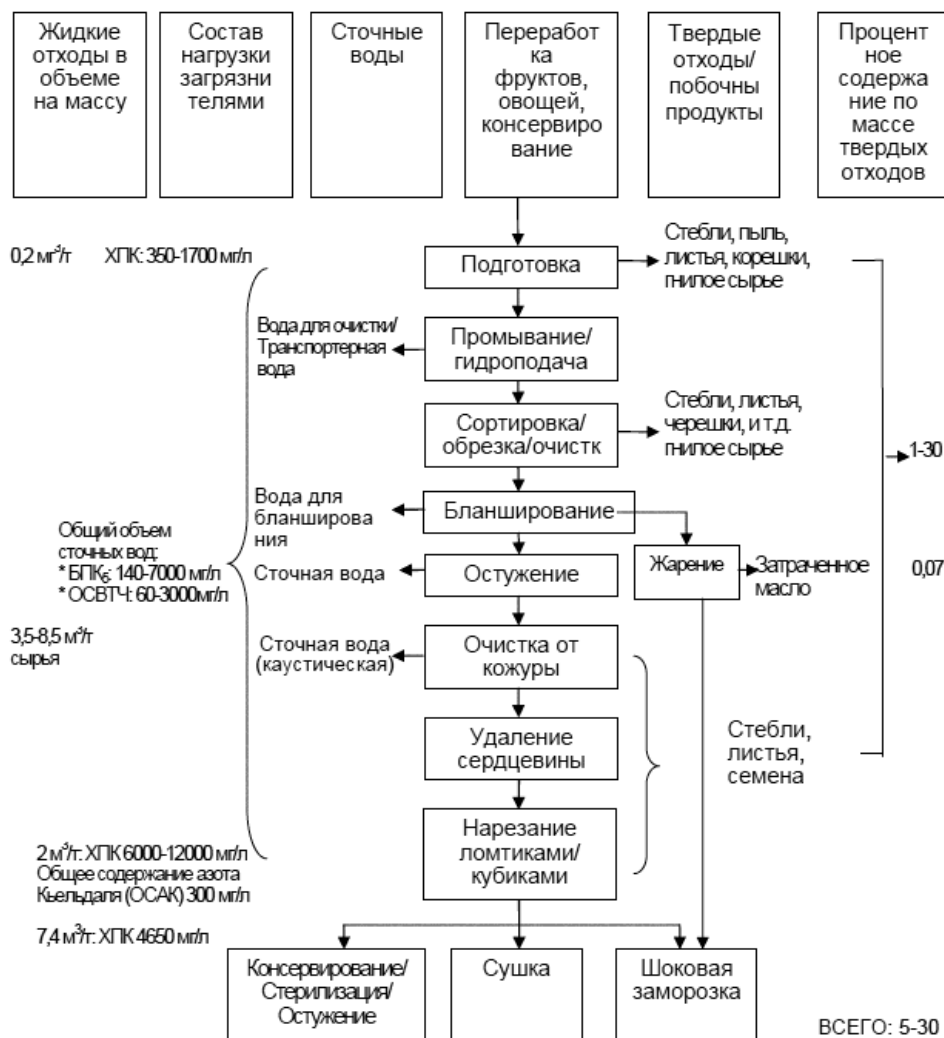 Жидкие
отходы в
объеме
на массу
Состав
нагрузки
загрязни
телями
Сточные
воды
Переработ
ка
фруктов,
овощей,
консервиро
вание
Твердые
отходы/
побочны
продукты
Процент
ное
содержа
ние по
массе
твердых
отходов
0,2 мг³/т
ХПК: 350-1700 мг/л
Подготовка
Стебли, пыль,
листья, корешки,
гнилое сырье
Вода для очистки/
Транспортерная
вода
Промывание/
гидроподача
Сортировка/
обрезка/очистк
Стебли, листья,
черешки, и т.д.
гнилое сырье
1-30
Вода для
бланширова
ния
Бланширование
Общий объем
сточных вод:
* БПК₅: 140-7000 мг/л
* ОСВТЧ: 60-3000мг/л
Сточная вода
Остужение
Жарение
Затраченное
масло
0,07
3,5-8,5 м³/т
сырья
Сточная вода
(каустическая)
Очистка от
кожуры
Удаление
сердцевины
Стебли,
листья,
семена
Нарезание
ломтиками/
кубиками
2 м³/т: ХПК 6000-12000 мг/л
Общее содержание азота
Кьельдаля (ОСАК) 300 мг/л
7,4 м³/т: ХПК 4650 мг/л
Консервирование/
Стерилизация/
Остужение
Сушка
Шоковая
заморозка
ВСЕГО: 5-30